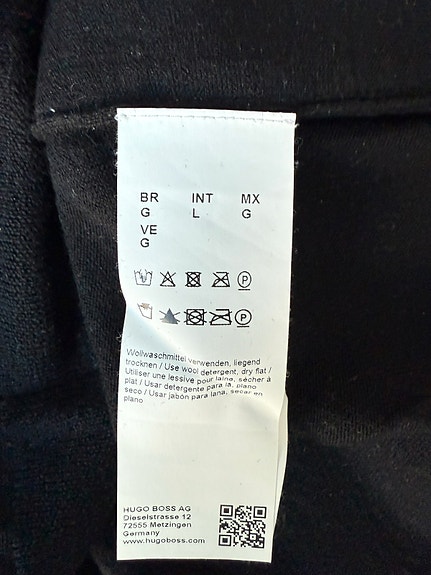 BR INT MX
G L G
VE
G
Wollwaschmittel verwenden, liegend
trocknen / Use wool detergent, dry flat /
Utiliser une lessive pour laine, sécher à
plat / Usar detergente para lã, plano
seco / Usar jabón para lana, secar en
plano
HUGO BOSS AG
Dieselstrasse 12
72555 Metzingen
Germany
www.hugoboss.com